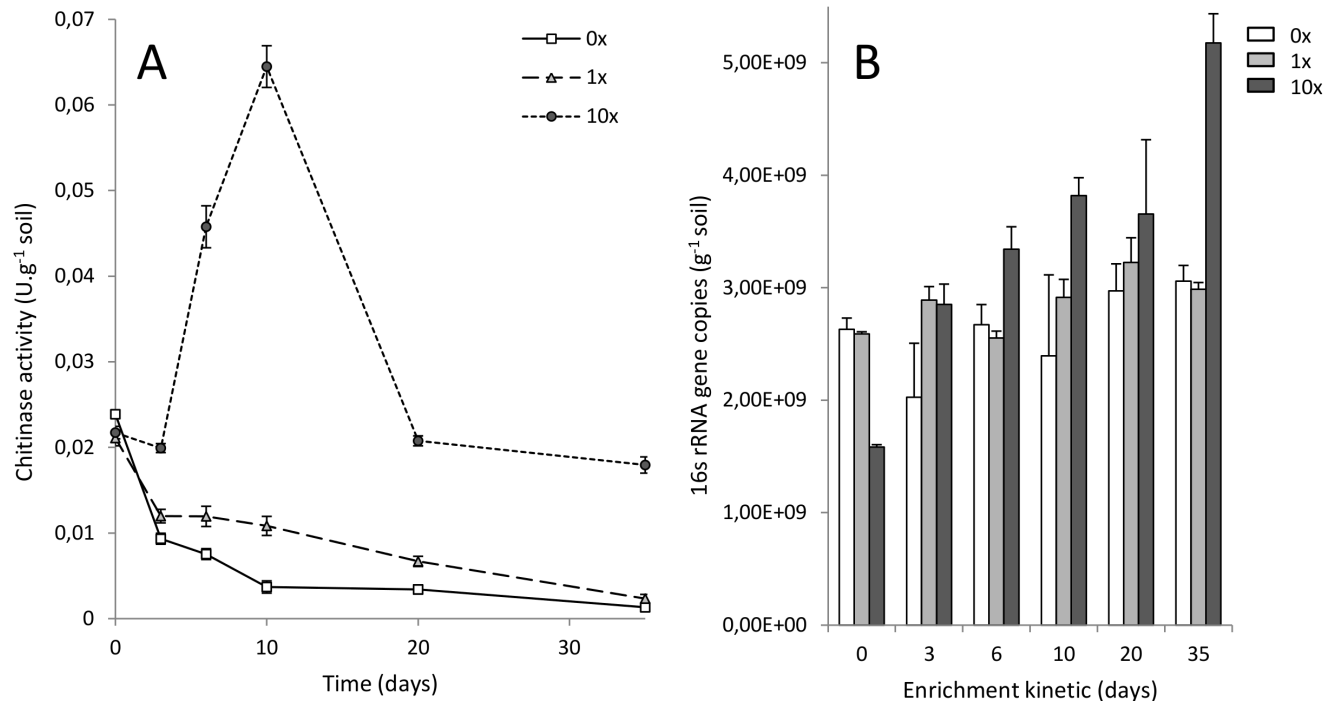 A
Chitinase activity (U.g-1 soil)
0,07
0,06
0,05
0,04
0,03
0,02
0,01
0
0 10 20 30
Time (days)
0x
1x
10x
B
16s rRNA gene copies (g-1 soil)
5,00E+09
4,00E+09
3,00E+09
2,00E+09
1,00E+09
0,00E+00
0 3 6 10 20 35
Enrichment kinetic (days)
0x
1x
10x